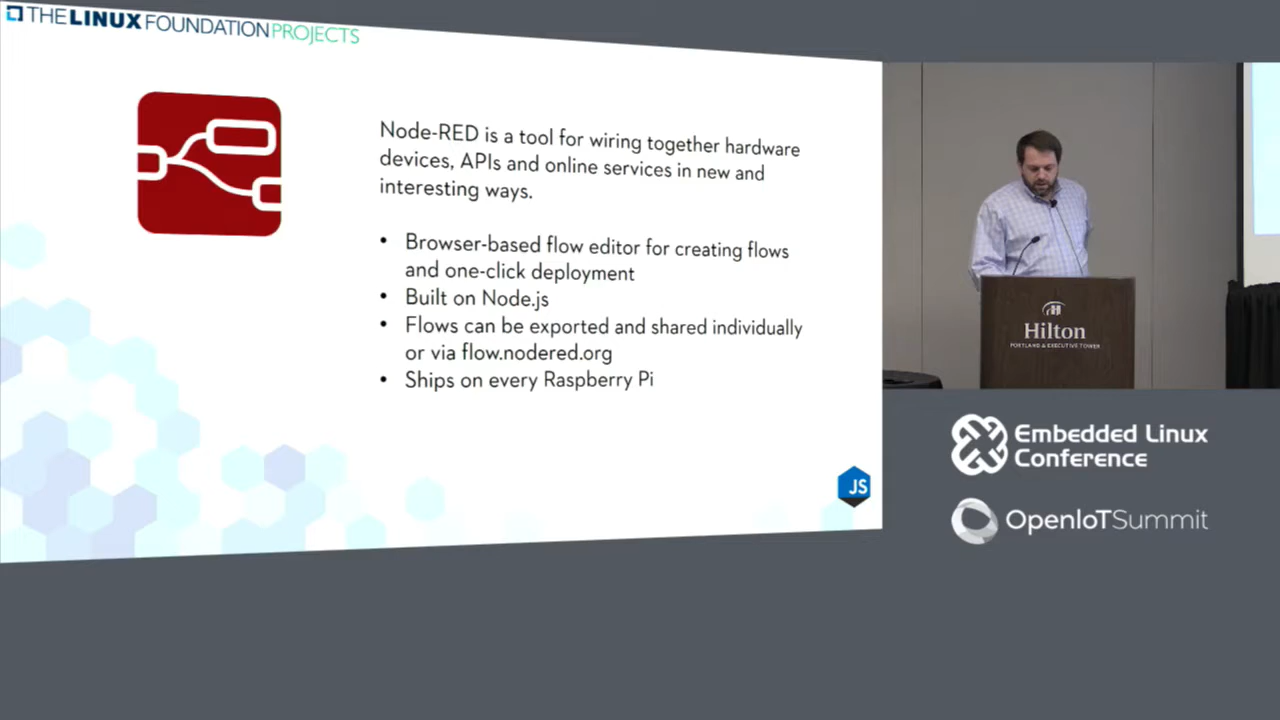 THE LINUX FOUNDATION PROJECTS
Node-RED is a tool for wiring together hardware
devices, APIs and online services in new and
interesting ways.
• Browser-based flow editor for creating flows
and one-click deployment
• Built on Node.js
• Flows can be exported and shared individually
or via flow.nodered.org
• Ships on every Raspberry Pi
JS
Hilton
PORTLAND & EXECUTIVE TOWER
Embedded Linux
Conference
OpenIoTSummit